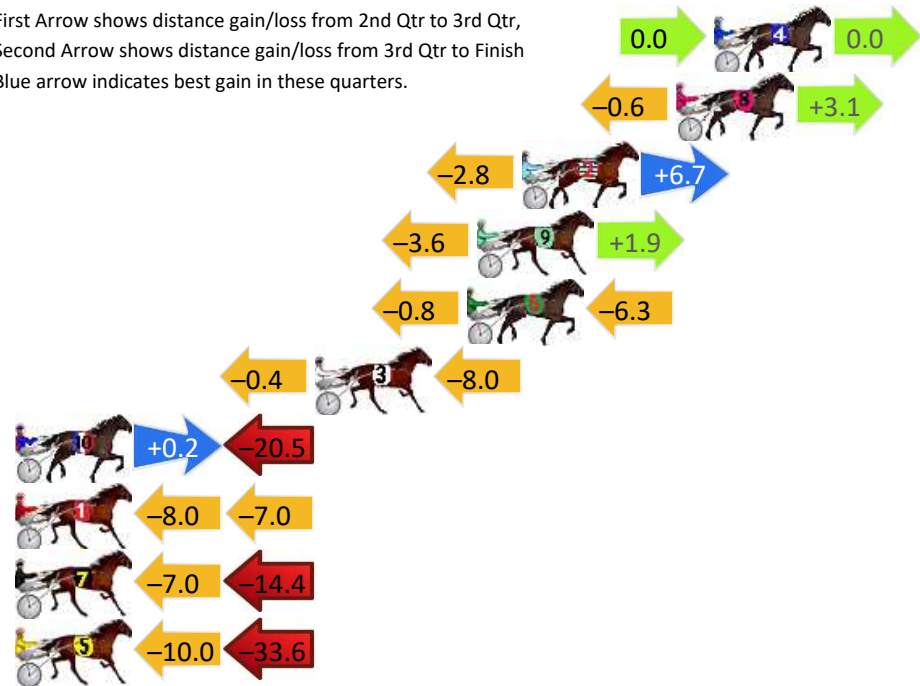 First Arrow shows distance gain/loss from 2nd Qtr to 3rd Qtr,
Second Arrow shows distance gain/loss from 3rd Qtr to Finish
Blue arrow indicates best gain in these quarters.
0.0 4 0.0
–0.6 8 +3.1
–2.8 2 +6.7
–3.6 9 +1.9
–0.8 –6.3
–0.4 3 –8.0
10 +0.2 –20.5
1 –8.0 –7.0
7 –7.0 –14.4
5 –10.0 –33.6